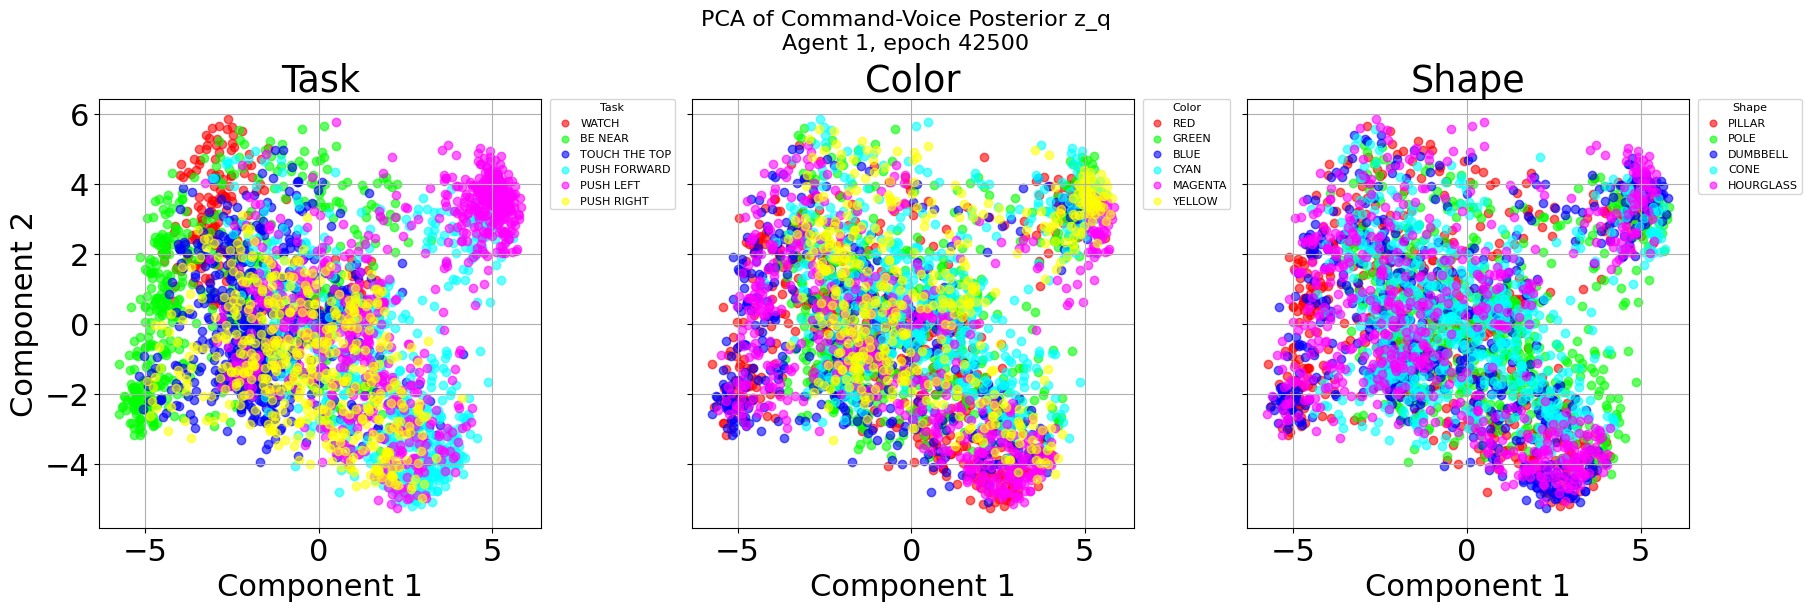 PCA of Command-Voice Posterior z_q
Agent 1, epoch 42500
Task
Color
Shape
Task
WATCH
BE NEAR
TOUCH THE TOP
PUSH FORWARD
PUSH LEFT
PUSH RIGHT
Color
RED
GREEN
BLUE
CYAN
MAGENTA
YELLOW
Shape
PILLAR
POLE
DUMBBELL
CONE
HOURGLASS
Component 2
6
4
2
0
−2
−4
−5 0 5
−5 0 5
−5 0 5
Component 1
Component 1
Component 1